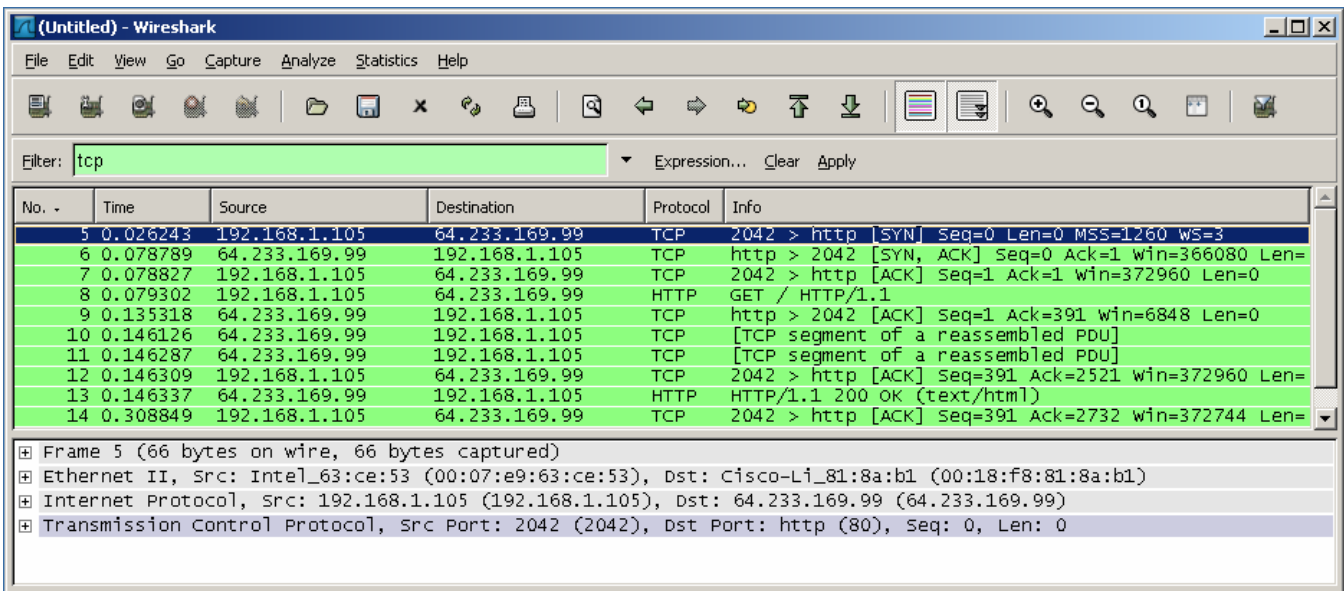 (Untitled) - Wireshark
File Edit View Go Capture Analyze Statistics Help
Filter: tcp Expression... Clear Apply
No. Time Source Destination Protocol Info
5 0.026243 192.168.1.105 64.233.169.99 TCP 2042 > http [SYN] Seq=0 Len=0 MSS=1260 WS=3
6 0.078789 64.233.169.99 192.168.1.105 TCP http > 2042 [SYN, ACK] Seq=0 Ack=1 Win=366080 Len=
7 0.078827 192.168.1.105 64.233.169.99 TCP 2042 > http [ACK] Seq=1 Ack=1 Win=372960 Len=0
8 0.079302 192.168.1.105 64.233.169.99 HTTP GET / HTTP/1.1
9 0.135318 64.233.169.99 192.168.1.105 TCP http > 2042 [ACK] Seq=1 Ack=391 Win=6848 Len=0
10 0.146126 64.233.169.99 192.168.1.105 TCP [TCP segment of a reassembled PDU]
11 0.146287 64.233.169.99 192.168.1.105 TCP [TCP segment of a reassembled PDU]
12 0.146309 192.168.1.105 64.233.169.99 TCP 2042 > http [ACK] Seq=391 Ack=2521 Win=372960 Len=
13 0.146337 64.233.169.99 192.168.1.105 HTTP HTTP/1.1 200 OK (text/html)
14 0.308849 192.168.1.105 64.233.169.99 TCP 2042 > http [ACK] Seq=391 Ack=2732 Win=372744 Len=
Frame 5 (66 bytes on wire, 66 bytes captured)
Ethernet II, Src: Intel_63:ce:53 (00:07:e9:63:ce:53), Dst: Cisco-Li_81:8a:b1 (00:18:f8:81:8a:b1)
Internet Protocol, Src: 192.168.1.105 (192.168.1.105), Dst: 64.233.169.99 (64.233.169.99)
Transmission Control Protocol, Src Port: 2042 (2042), Dst Port: http (80), Seq: 0, Len: 0